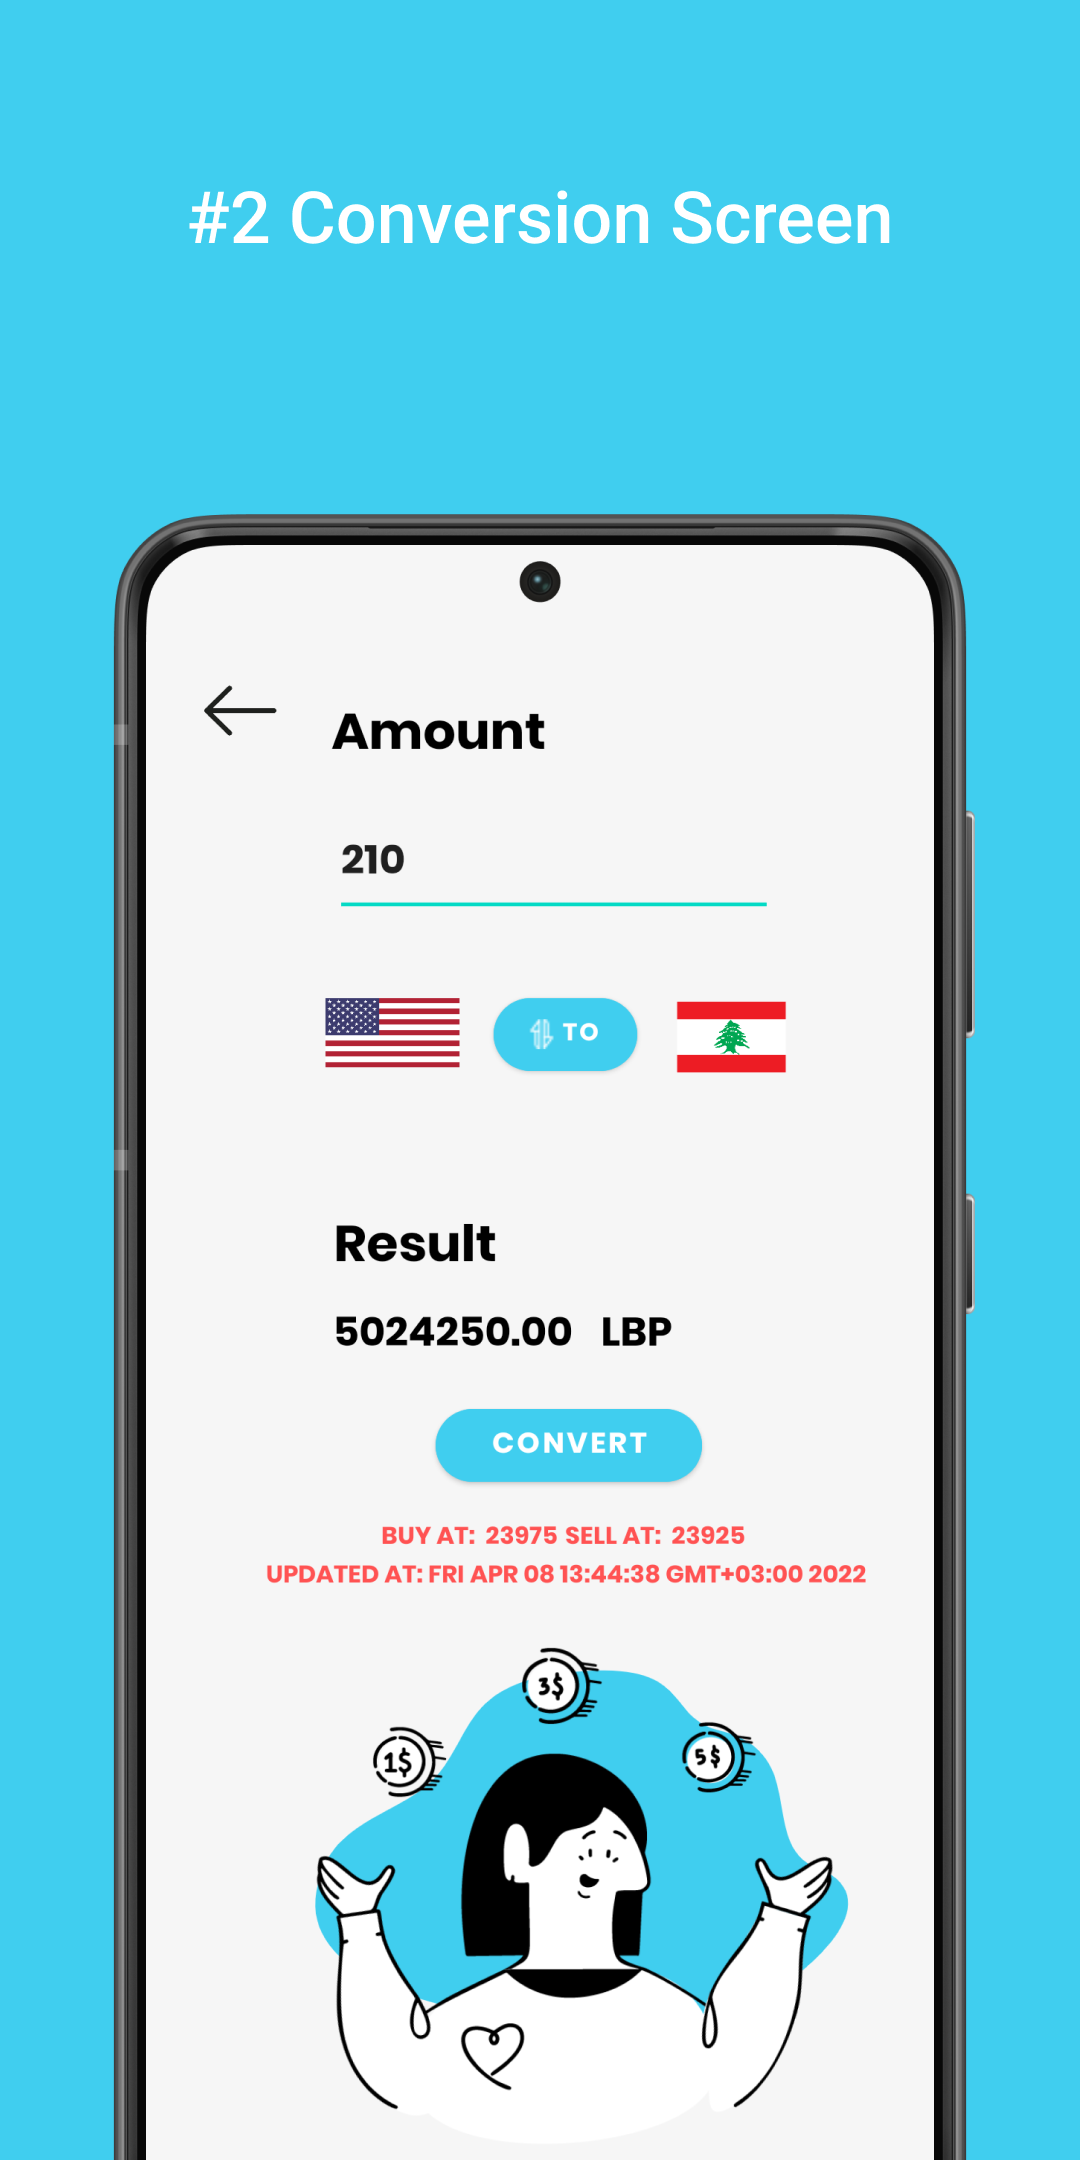 #2 Conversion Screen
Amount
210
TO
Result
5024250.00 LBP
CONVERT
BUY AT: 23975 SELL AT: 23925
UPDATED AT: FRI APR 08 13:44:38 GMT+03:00 2022
3$
1$
5$